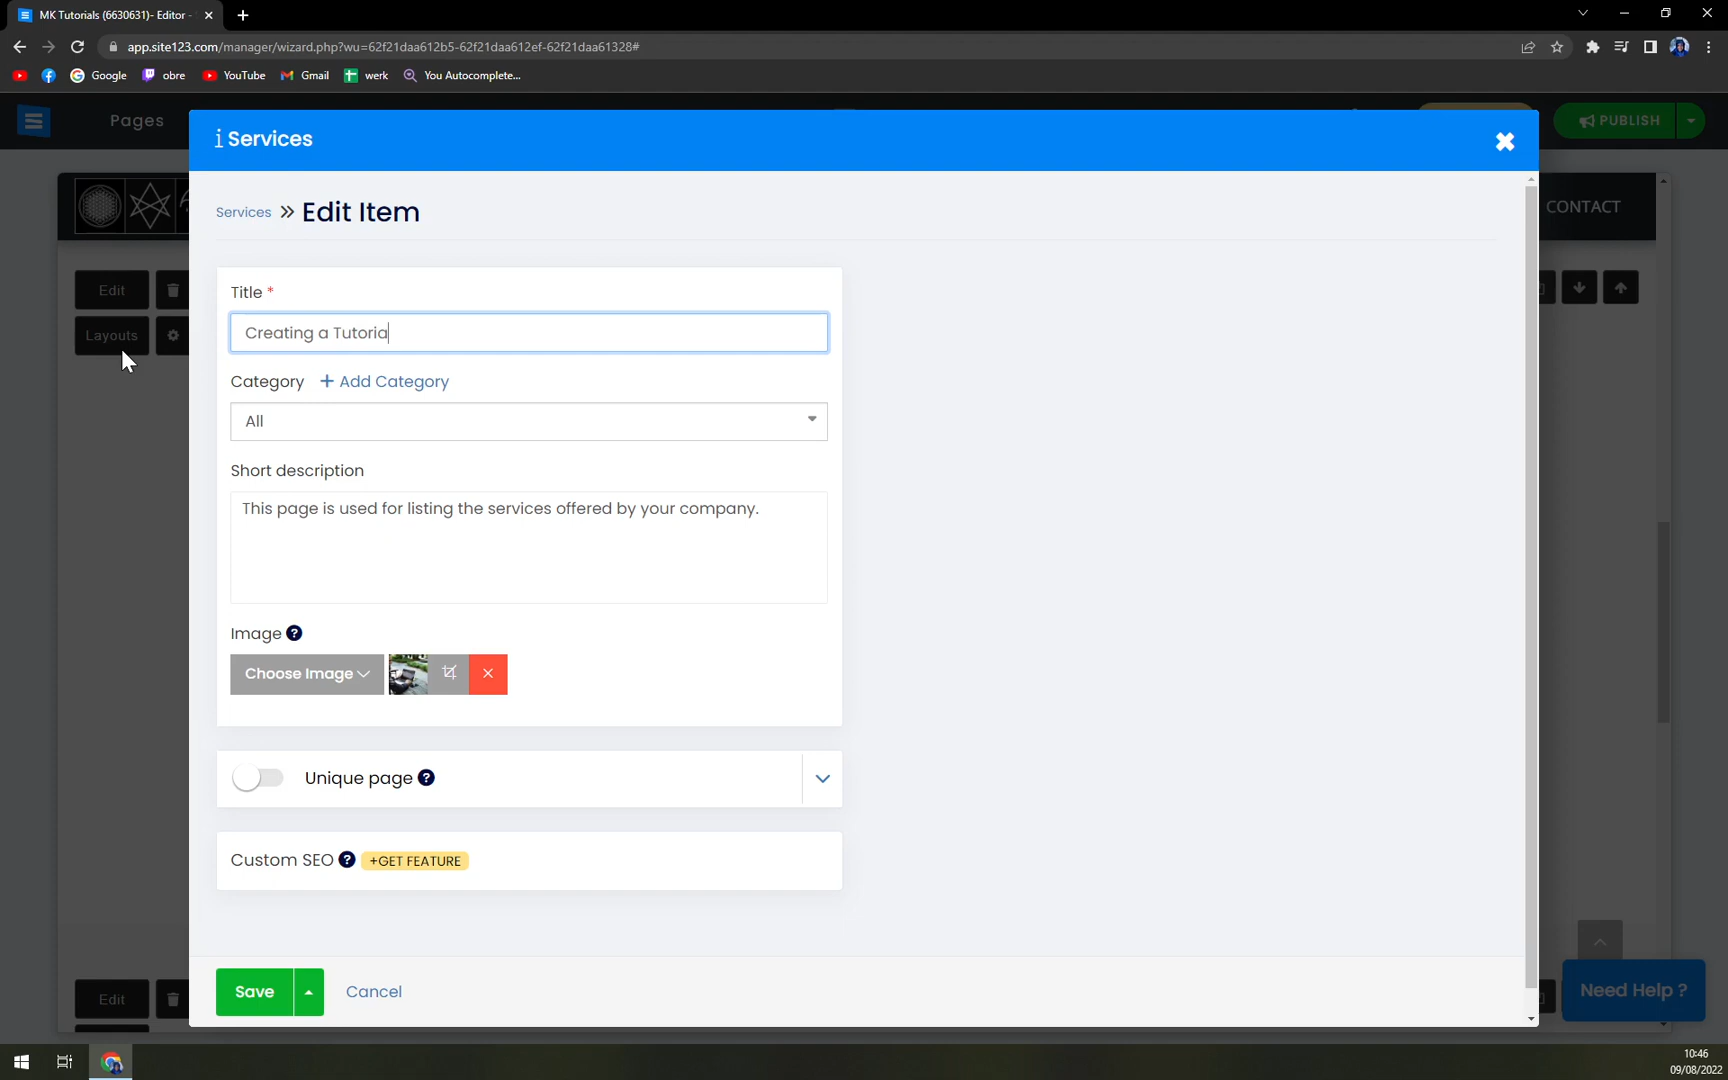 MK Tutorials (6630631)- Editor -
app.site123.com/manager/wizard.php?wu=62f21daa612b5-62f21daa612ef-62f21daa61328#
Google obre YouTube Gmail werk You Autocomplete...
Pages
PUBLISH
i Services
CONTACT
Services » Edit Item
Edit
Layouts
Title *
Creating a Tutoria
Category + Add Category
All
Short description
This page is used for listing the services offered by your company.
Image ?
Choose Image
Unique page ?
Custom SEO ? +GET FEATURE
Edit
Save Cancel
Need Help ?
10:46
09/08/2022